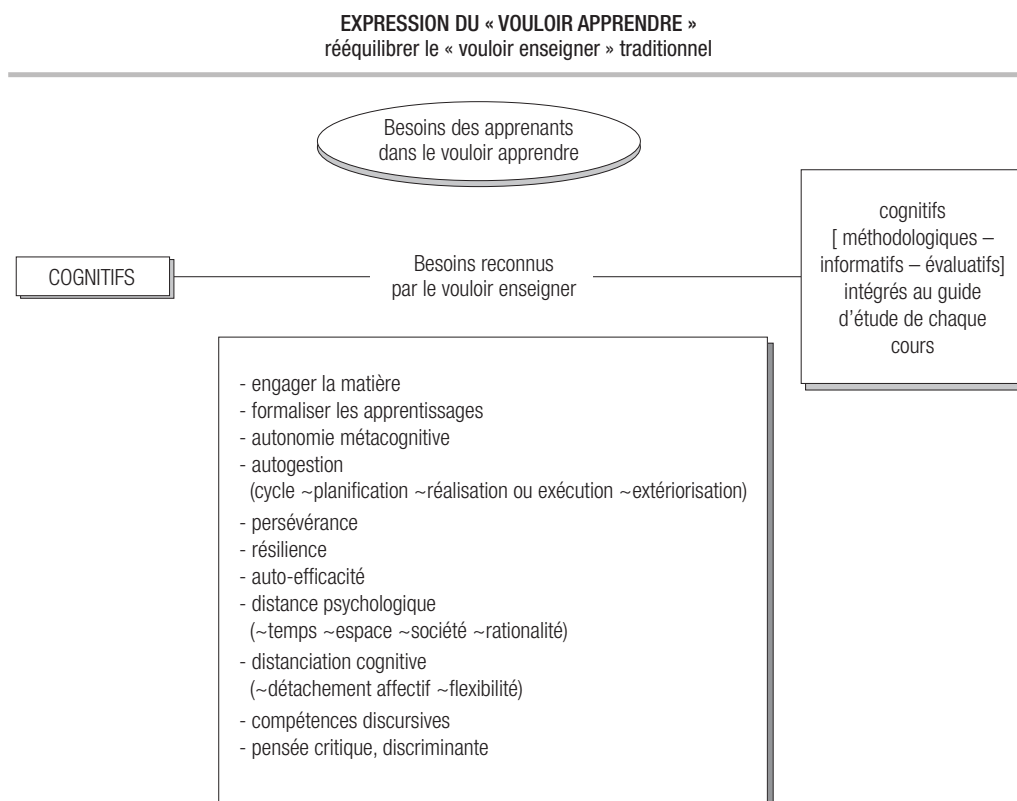 EXPRESSION DU « VOULOIR APPRENDRE »
rééquilibrer le « vouloir enseigner » traditionnel
Besoins des apprenants
dans le vouloir apprendre
COGNITIFS
Besoins reconnus
par le vouloir enseigner
cognitifs
[ méthodologiques –
informatifs – évaluatifs]
intégrés au guide
d’étude de chaque
cours
- engager la matière
- formaliser les apprentissages
- autonomie métacognitive
- autogestion
(cycle ~planification ~réalisation ou exécution ~extériorisation)
- persévérance
- résilience
- auto-efficacité
- distance psychologique
(~temps ~espace ~société ~rationalité)
- distanciation cognitive
(~détachement affectif ~flexibilité)
- compétences discursives
- pensée critique, discriminante